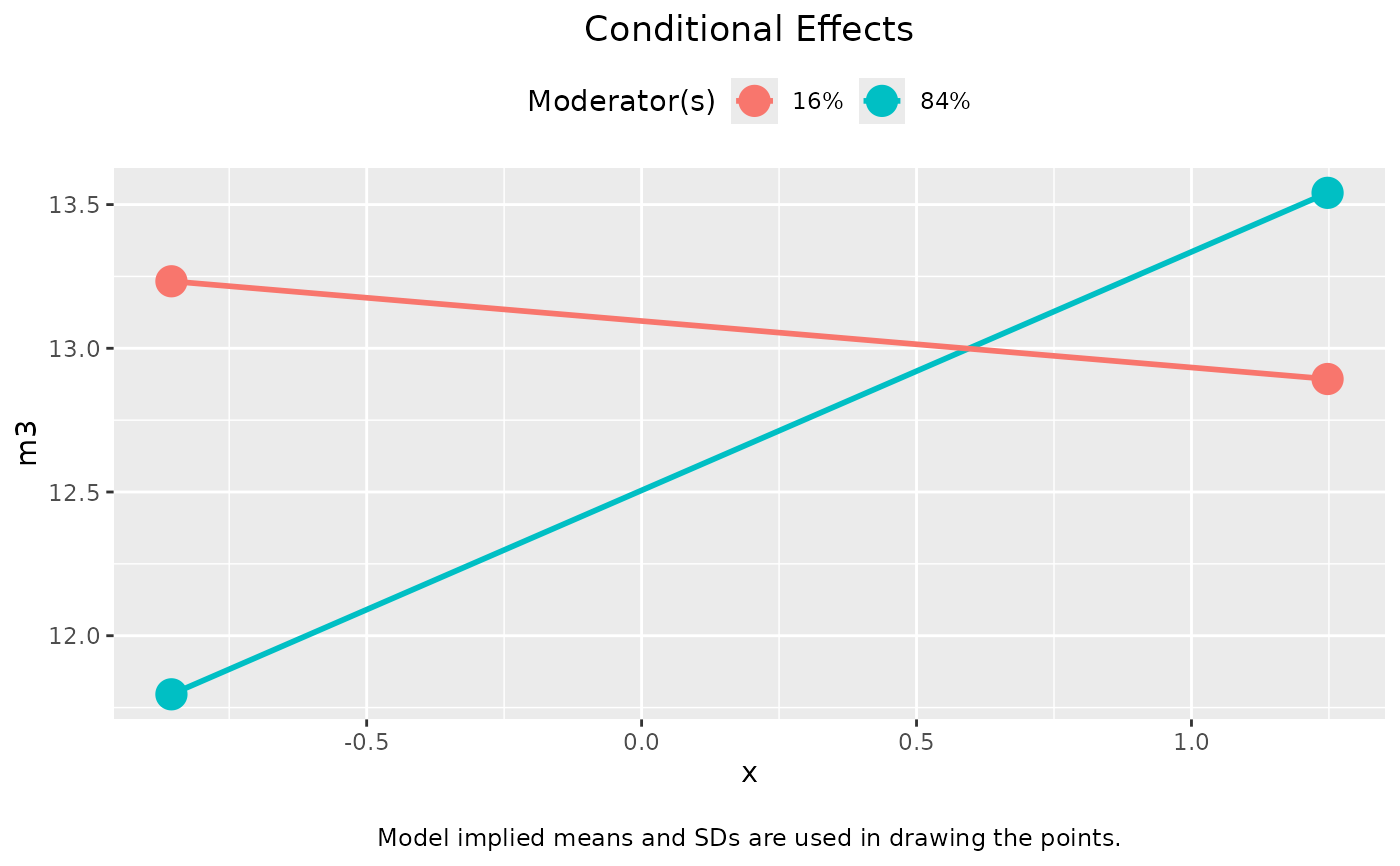 Conditional Effects
Moderator(s) 16% 84%
13.5
13.0
12.5
12.0
m3
-0.5 0.0 0.5 1.0
x
Model implied means and SDs are used in drawing the points.